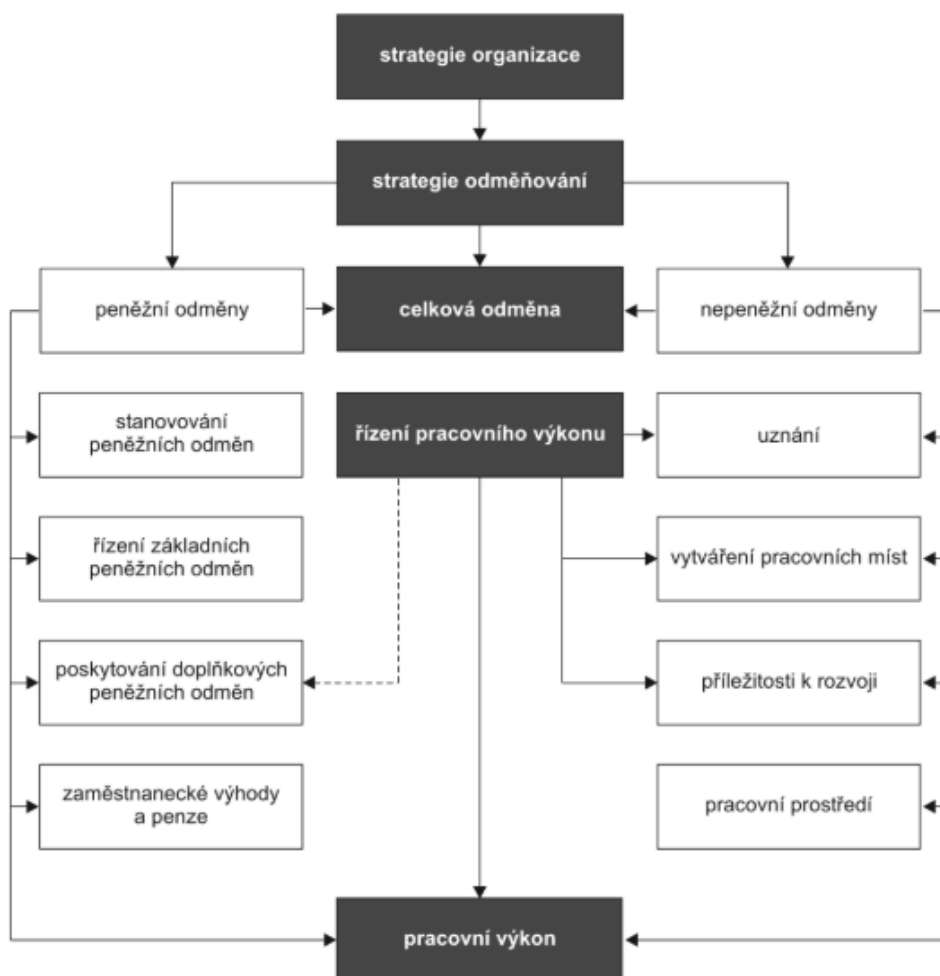 strategie organizace
strategie odměňování
peněžní odměny
celková odměna
nepeněžní odměny
stanovování
peněžních odměn
řízení pracovního výkonu
uznání
řízení základních
peněžních odměn
vytváření pracovních míst
poskytování doplňkových
peněžních odměn
příležitosti k rozvoji
zaměstnanecké výhody
a penze
pracovní prostředí
pracovní výkon